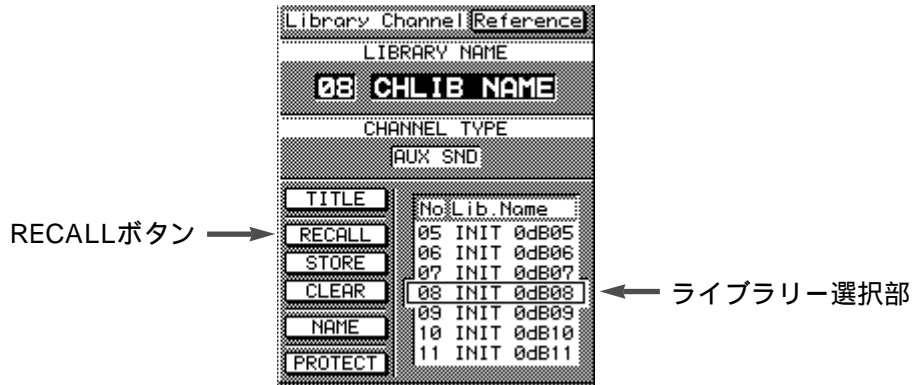 Library Channel Reference
LIBRARY NAME
08 CHLIB NAME
CHANNEL TYPE
AUX SND
TITLE
RECALL
STORE
CLEAR
NAME
PROTECT
No Lib.Name
05 INIT 0dB05
06 INIT 0dB06
07 INIT 0dB07
08 INIT 0dB08
09 INIT 0dB09
10 INIT 0dB10
11 INIT 0dB11
RECALLボタン
ライブラリー選択部